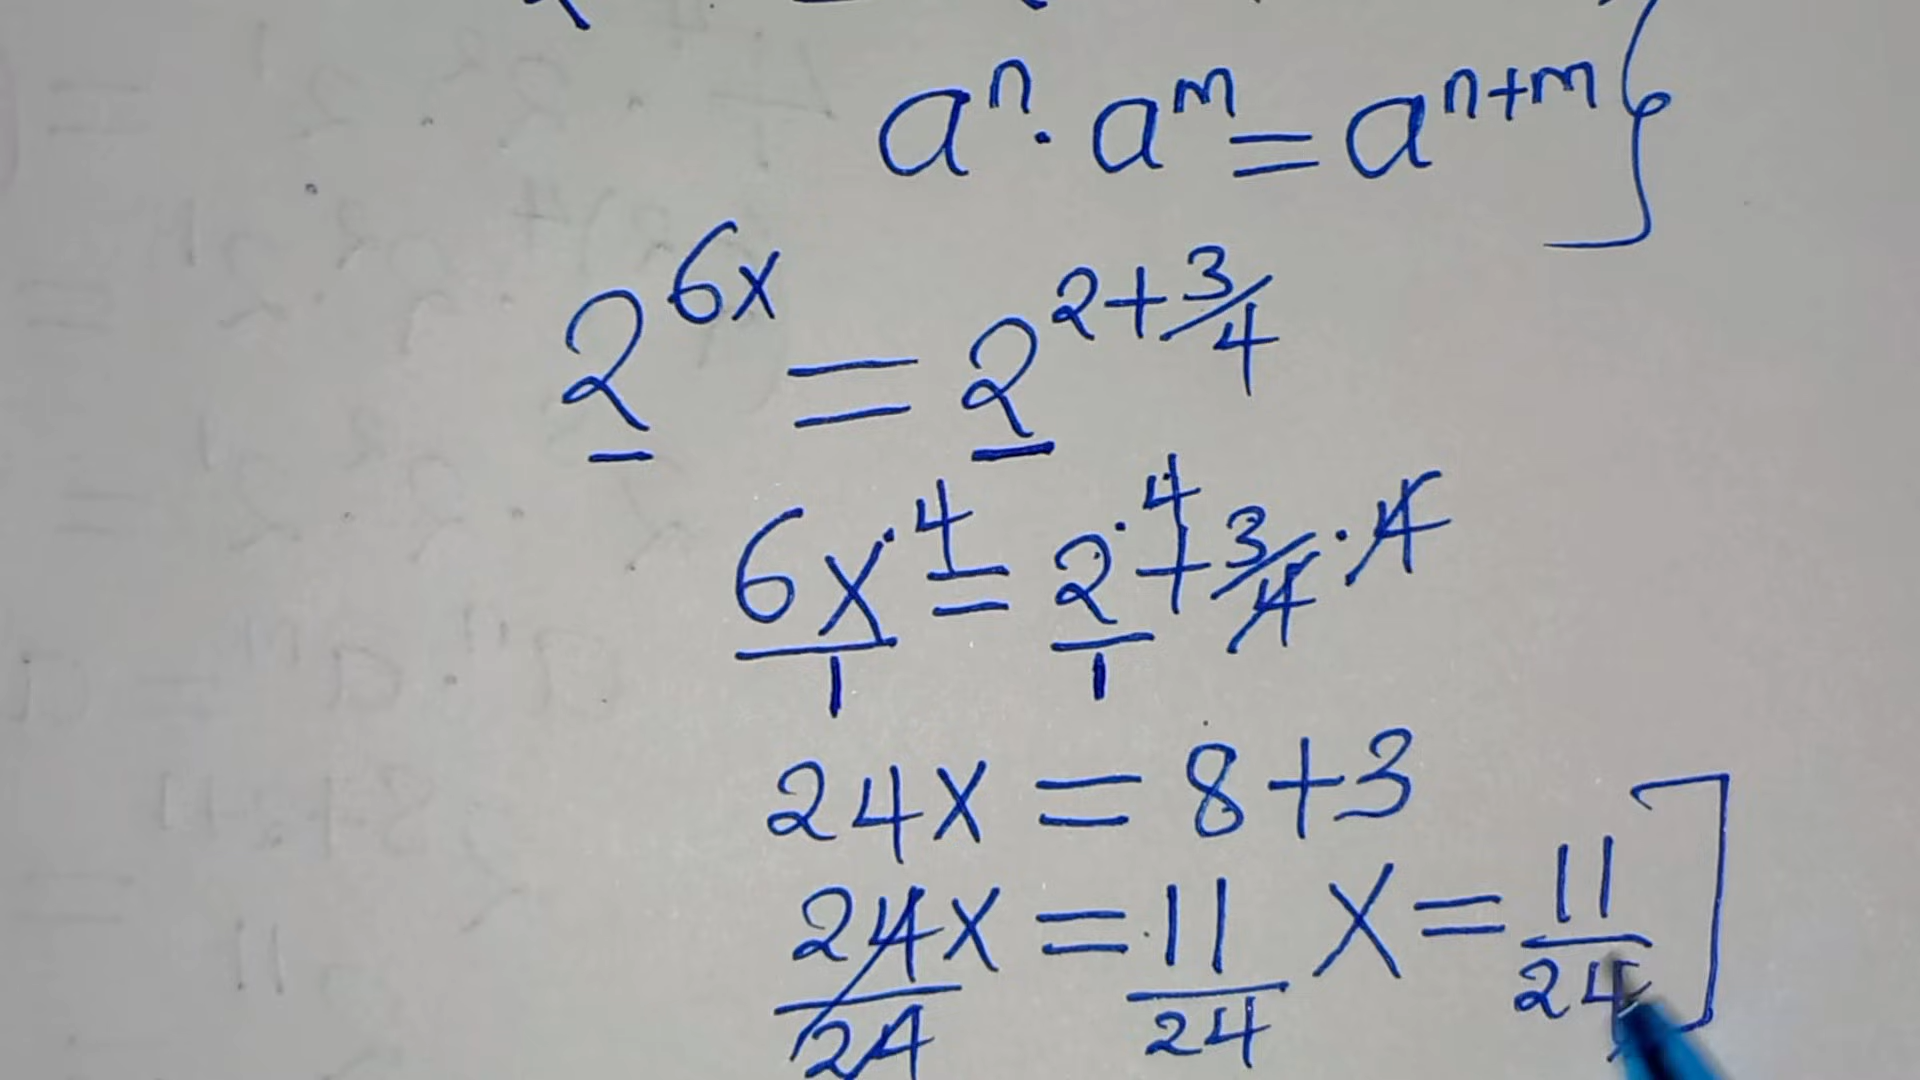 aⁿ · aᵐ = aⁿ⁺ᵐ }
2^6x = 2^2+3/4
6x/1 · 4 = 2/1 · 4 + 3/4 · 4
24x = 8+3
24x/24 = 11/24 x = 11/24 ]